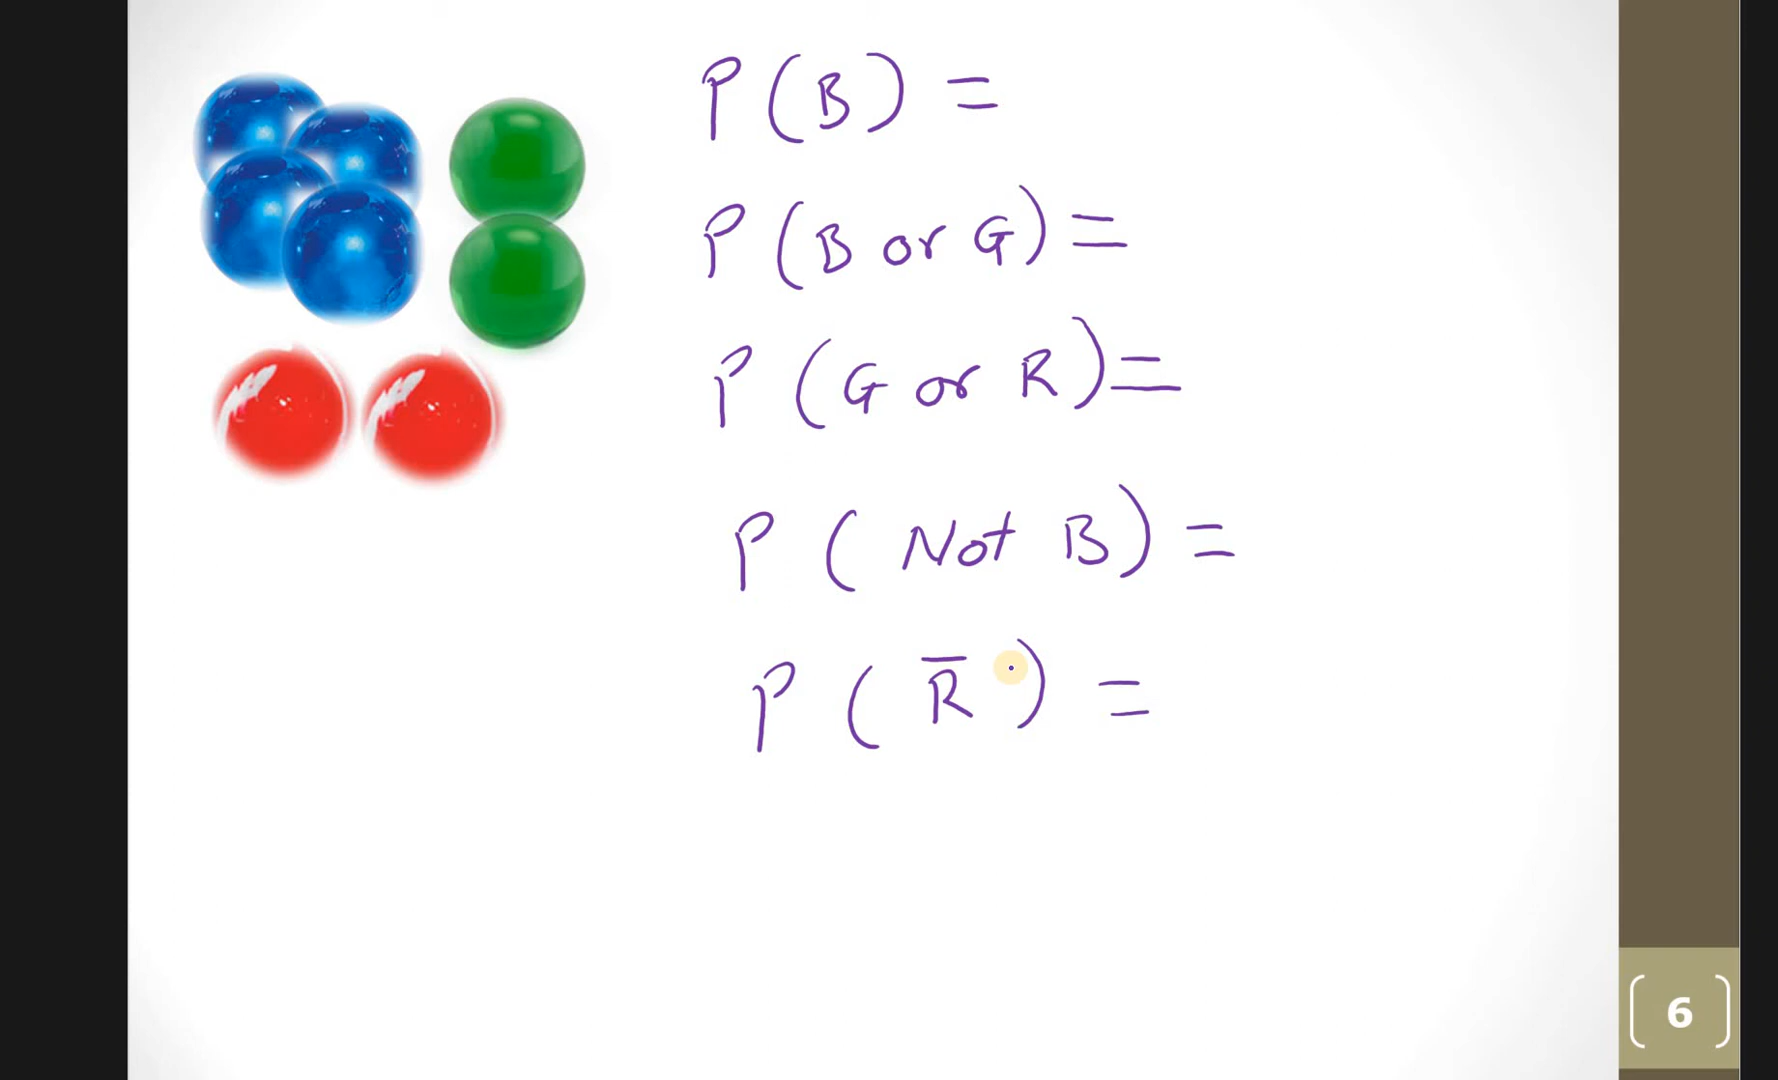 P (B) =
P (B or G) =
P (G or R) =
P ( Not B) =
P ( R̅ ) =
6